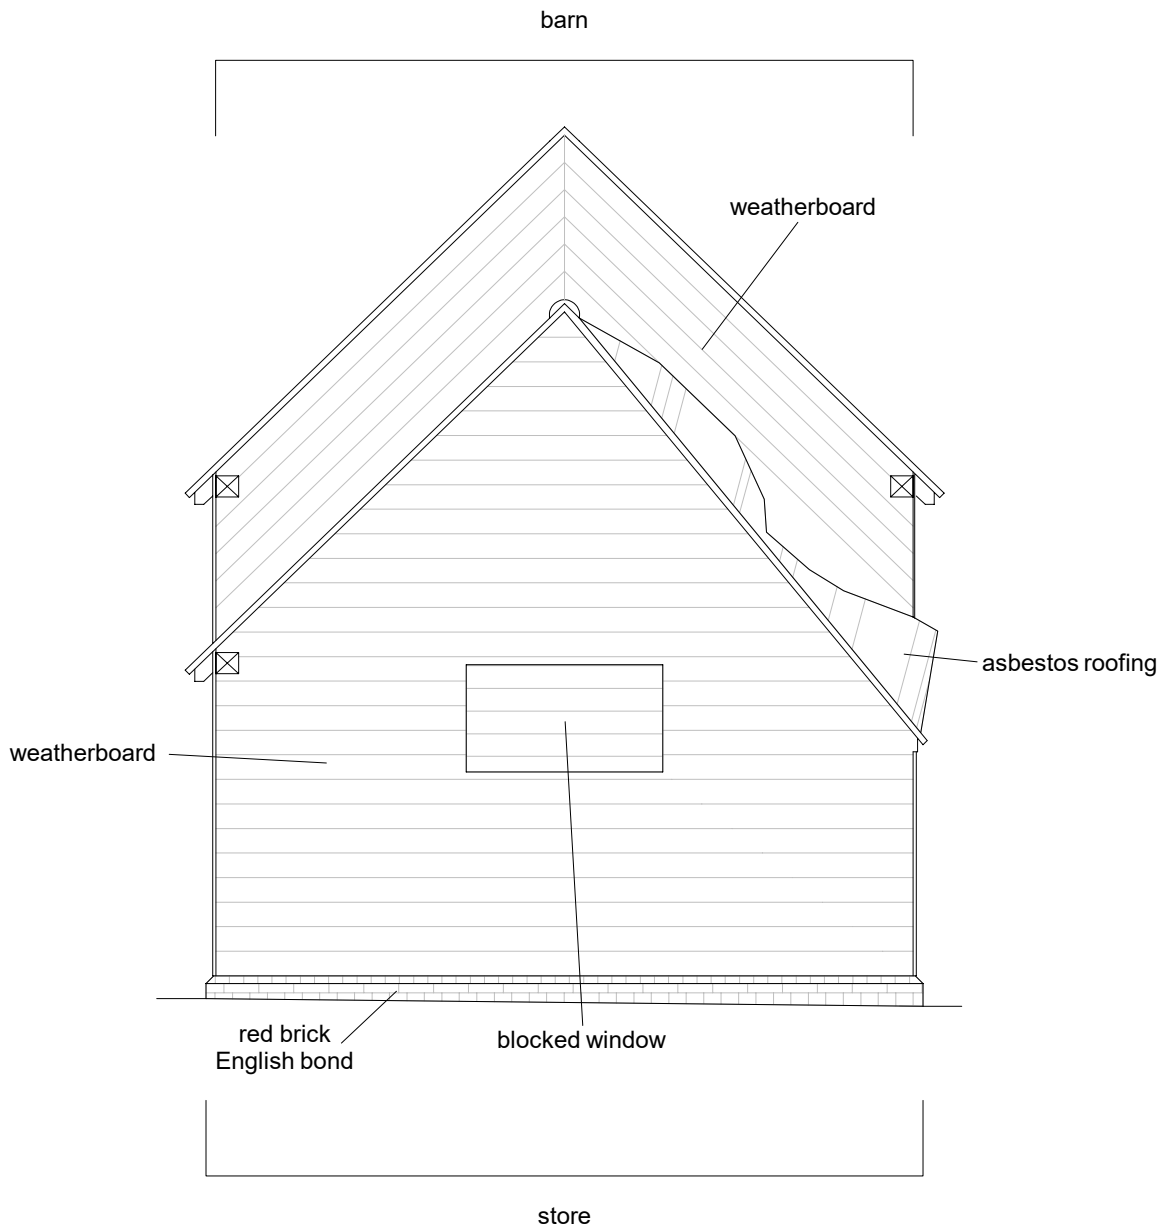 barn
weatherboard
asbestos roofing
weatherboard
red brick
English bond
blocked window
store